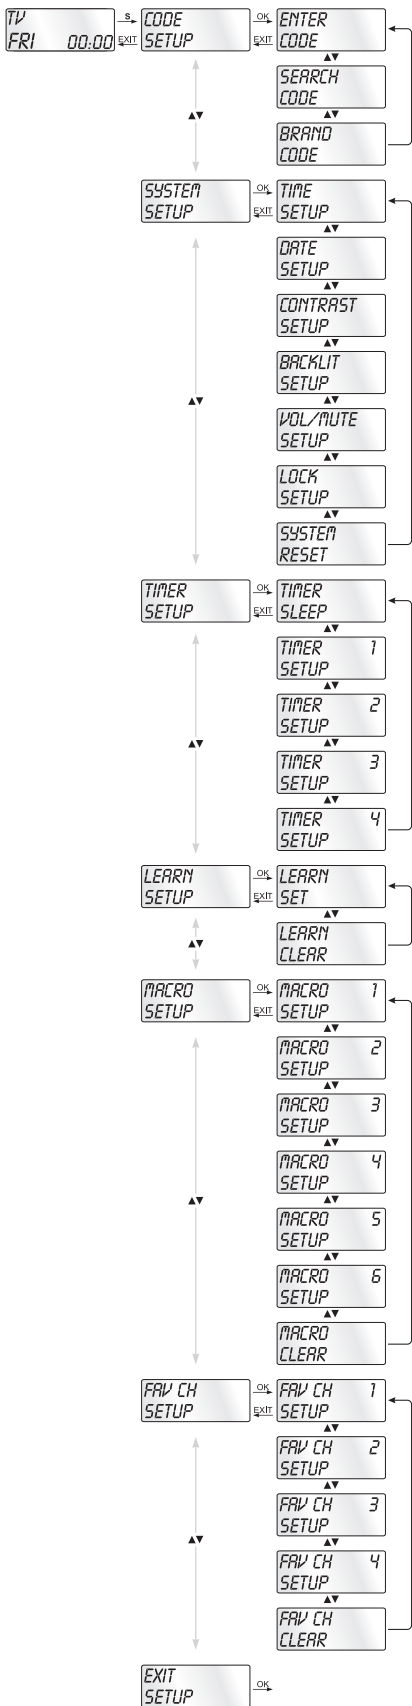 TV
FRI 00:00
S
EXIT
CODE
SETUP
OK
EXIT
ENTER
CODE
▲▼
SEARCH
CODE
▲▼
▲▼
BRAND
CODE
SYSTEM
SETUP
OK
EXIT
TIME
SETUP
▲▼
DATE
SETUP
▲▼
CONTRAST
SETUP
▲▼
BACKLIT
SETUP
▲▼
▲▼
VOL/MUTE
SETUP
▲▼
LOCK
SETUP
▲▼
SYSTEM
RESET
TIMER
SETUP
OK
EXIT
TIMER
SLEEP
▲▼
TIMER 1
SETUP
▲▼
TIMER 2
SETUP
▲▼
▲▼
TIMER 3
SETUP
▲▼
TIMER 4
SETUP
LEARN
SETUP
OK
EXIT
LEARN
SET
▲▼
▲▼
LEARN
CLEAR
MACRO
SETUP
OK
EXIT
MACRO 1
SETUP
▲▼
MACRO 2
SETUP
▲▼
MACRO 3
SETUP
▲▼
MACRO 4
SETUP
▲▼
▲▼
MACRO 5
SETUP
▲▼
MACRO 6
SETUP
▲▼
MACRO
CLEAR
FAV CH
SETUP
OK
EXIT
FAV CH 1
SETUP
▲▼
FAV CH 2
SETUP
▲▼
▲▼
FAV CH 3
SETUP
▲▼
FAV CH 4
SETUP
▲▼
FAV CH
CLEAR
EXIT
SETUP
OK